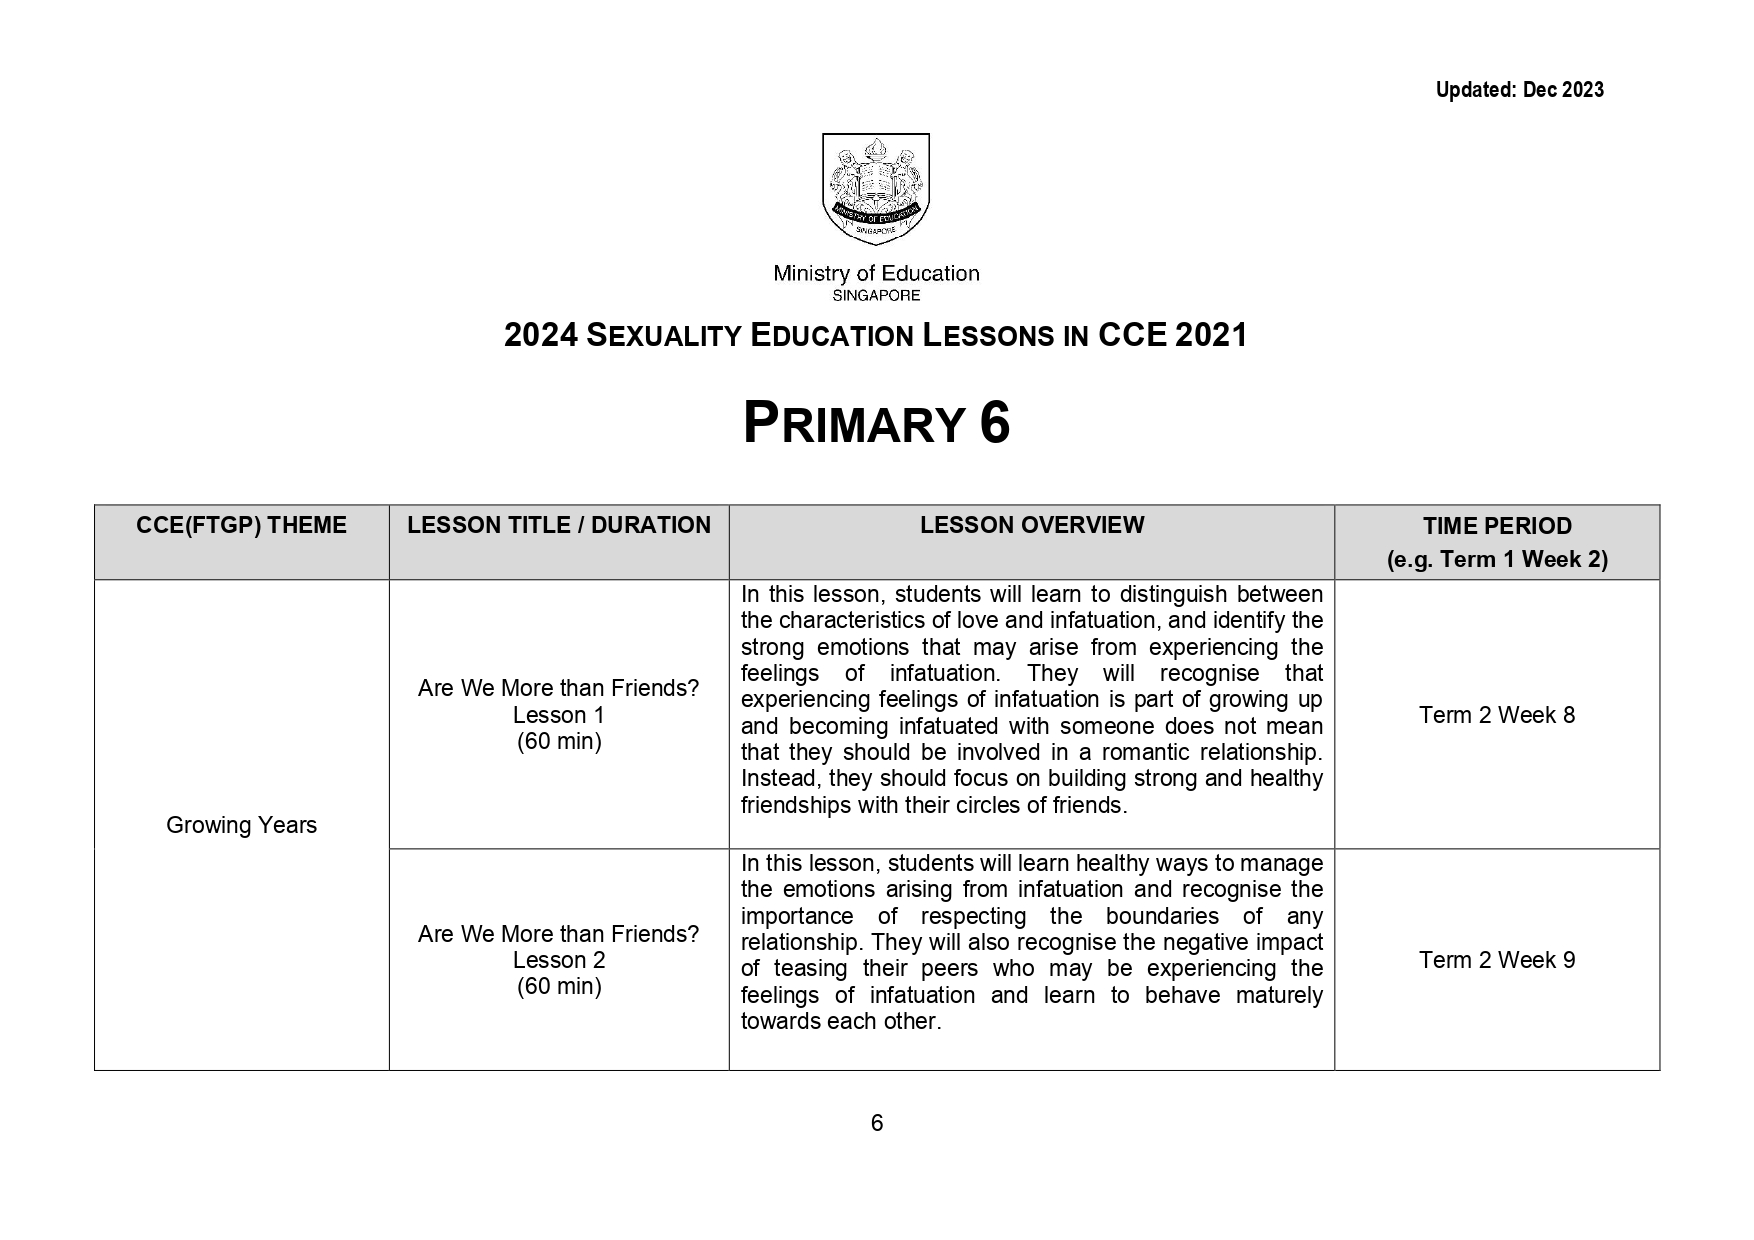 Updated: Dec 2023
MINISTRY OF EDUCATION
SINGAPORE
Ministry of Education
SINGAPORE
2024 SEXUALITY EDUCATION LESSONS IN CCE 2021
PRIMARY 6
CCE(FTGP) THEME
LESSON TITLE / DURATION
LESSON OVERVIEW
TIME PERIOD
(e.g. Term 1 Week 2)
Growing Years
Are We More than Friends?
Lesson 1
(60 min)
In this lesson, students will learn to distinguish between
the characteristics of love and infatuation, and identify the
strong emotions that may arise from experiencing the
feelings of infatuation. They will recognise that
experiencing feelings of infatuation is part of growing up
and becoming infatuated with someone does not mean
that they should be involved in a romantic relationship.
Instead, they should focus on building strong and healthy
friendships with their circles of friends.
Term 2 Week 8
Are We More than Friends?
Lesson 2
(60 min)
In this lesson, students will learn healthy ways to manage
the emotions arising from infatuation and recognise the
importance of respecting the boundaries of any
relationship. They will also recognise the negative impact
of teasing their peers who may be experiencing the
feelings of infatuation and learn to behave maturely
towards each other.
Term 2 Week 9
6